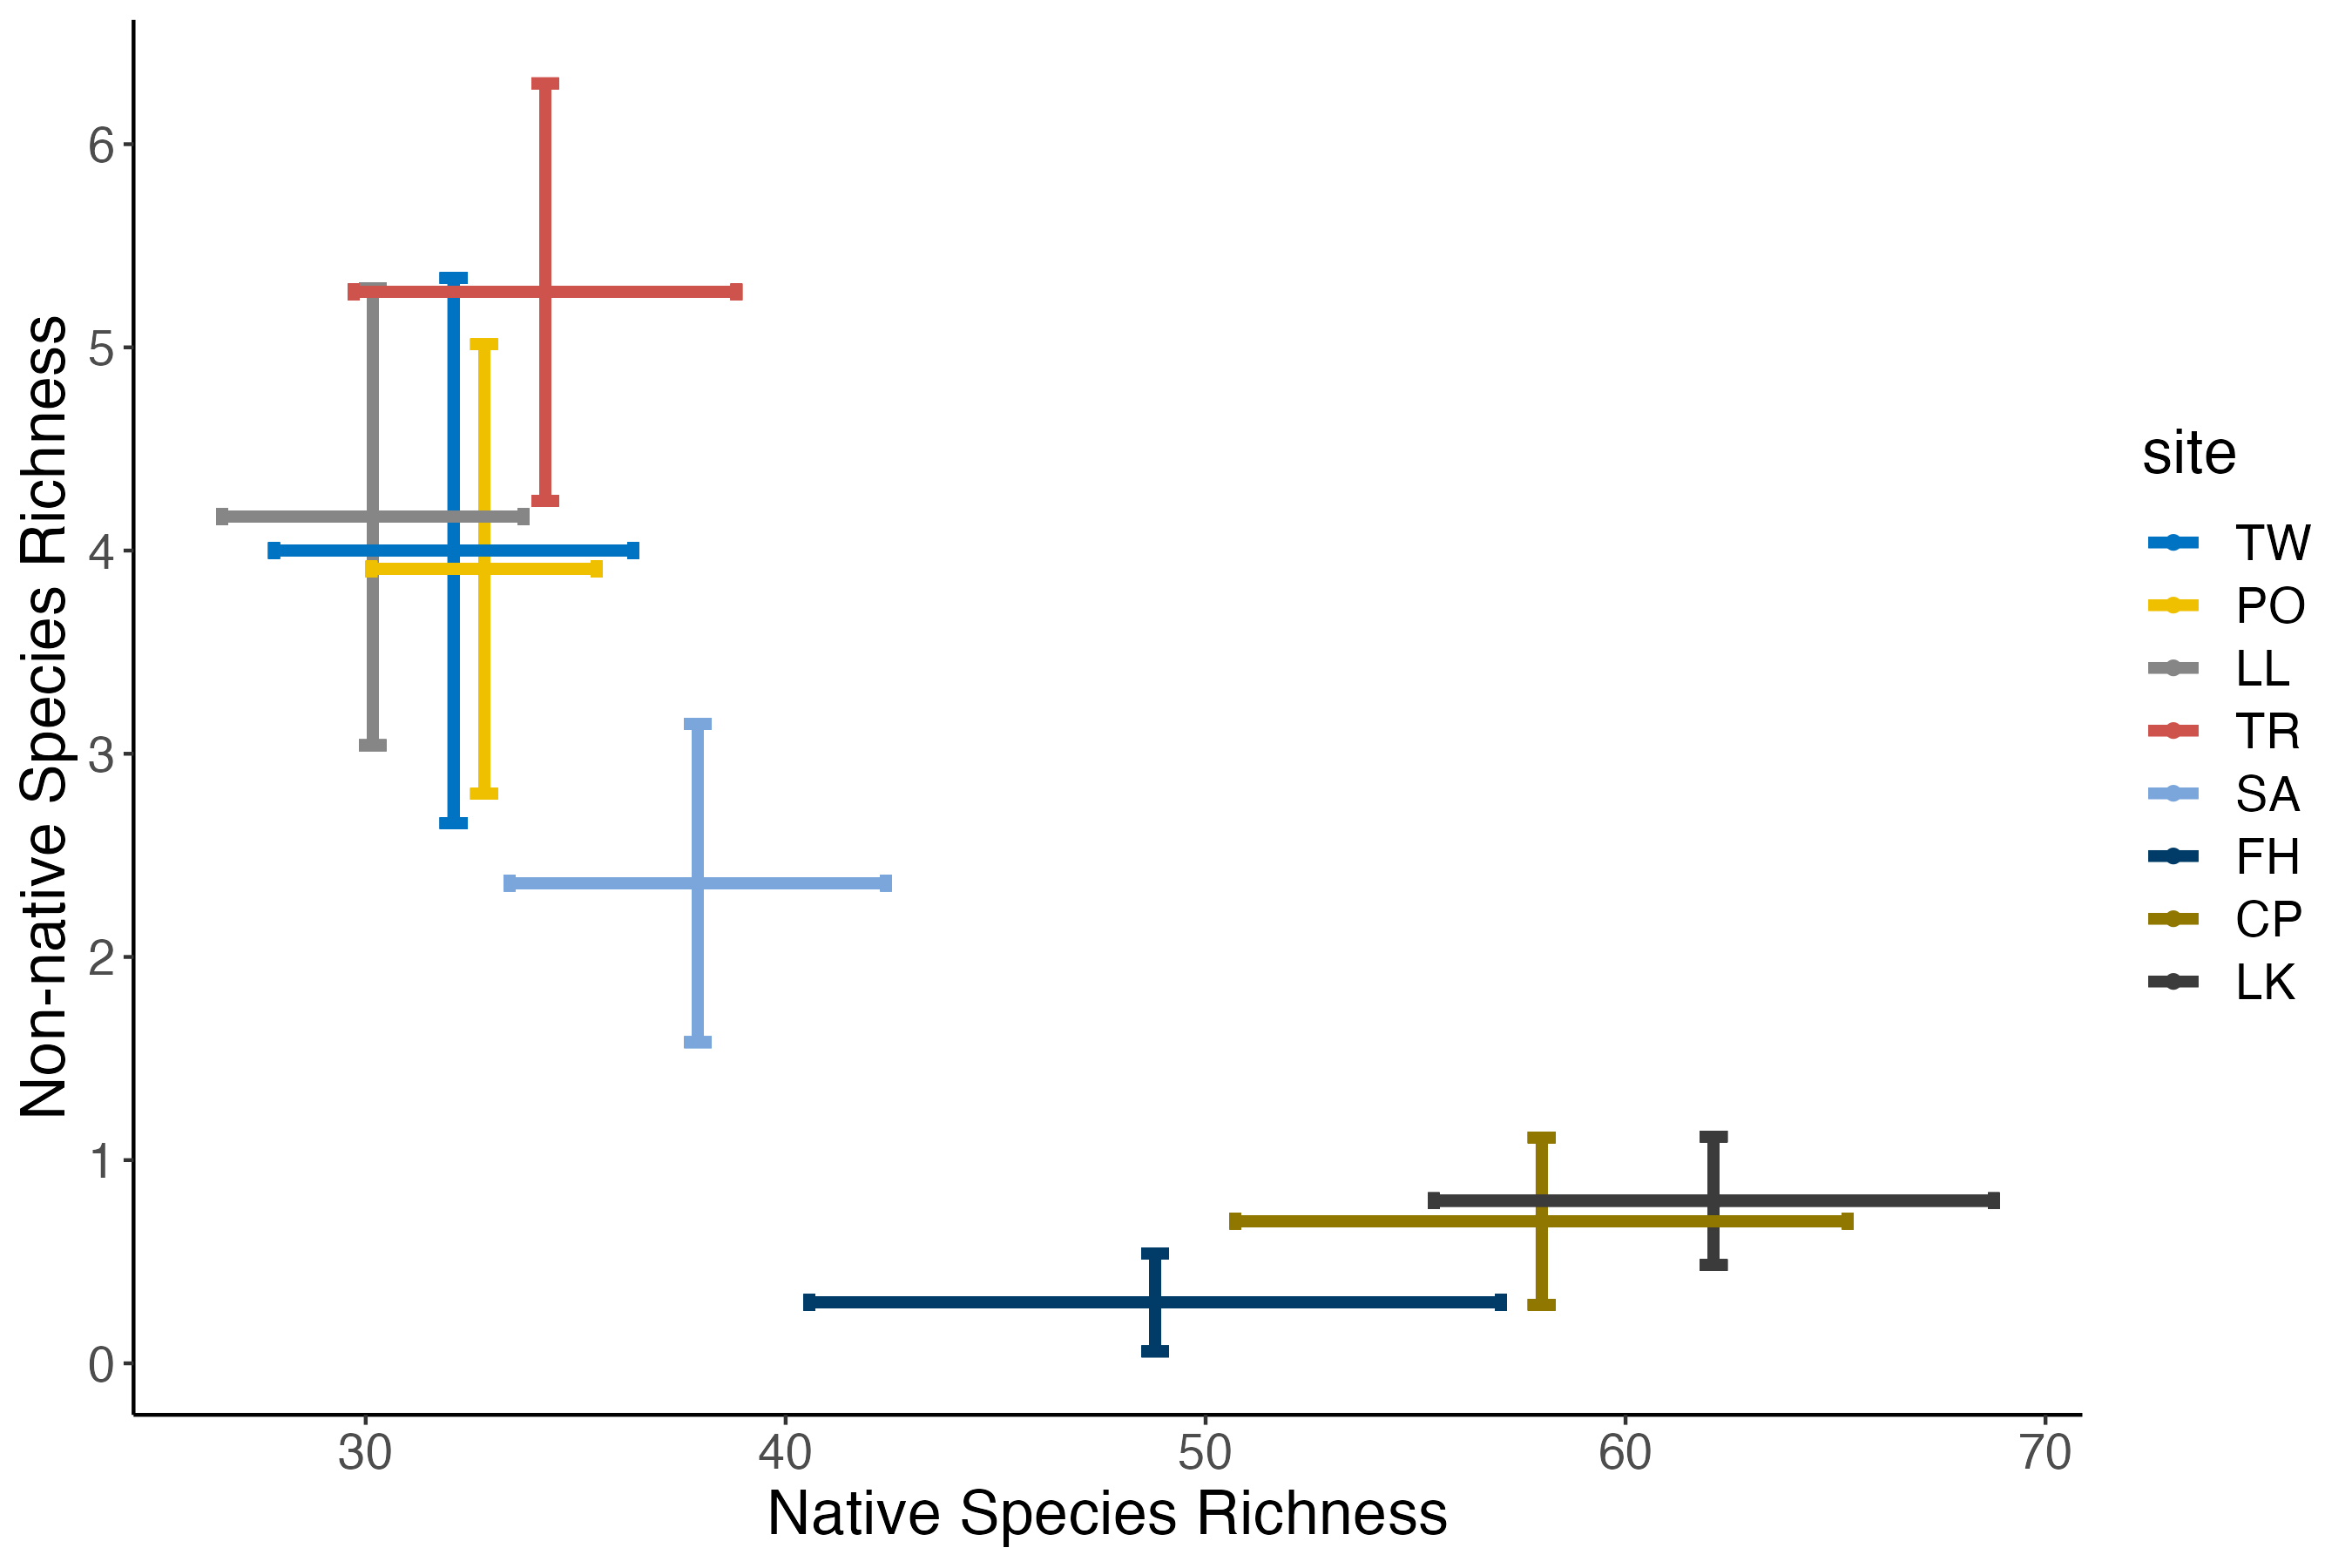 Non-native Species Richness
6
5
4
3
2
1
0
30 40 50 60 70
Native Species Richness
site
TW
PO
LL
TR
SA
FH
CP
LK